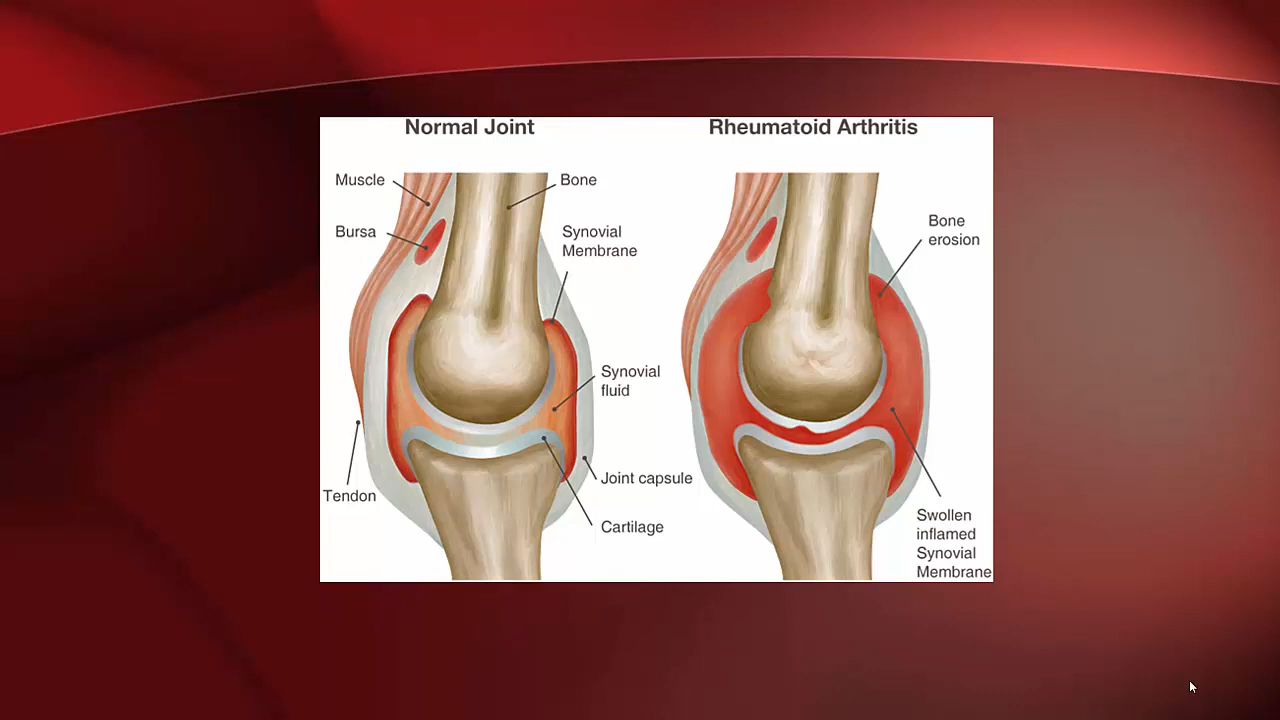 Normal Joint
Rheumatoid Arthritis
Muscle
Bone
Bursa
Synovial
Membrane
Synovial
fluid
Tendon
Joint capsule
Cartilage
Bone
erosion
Swollen
inflamed
Synovial
Membrane